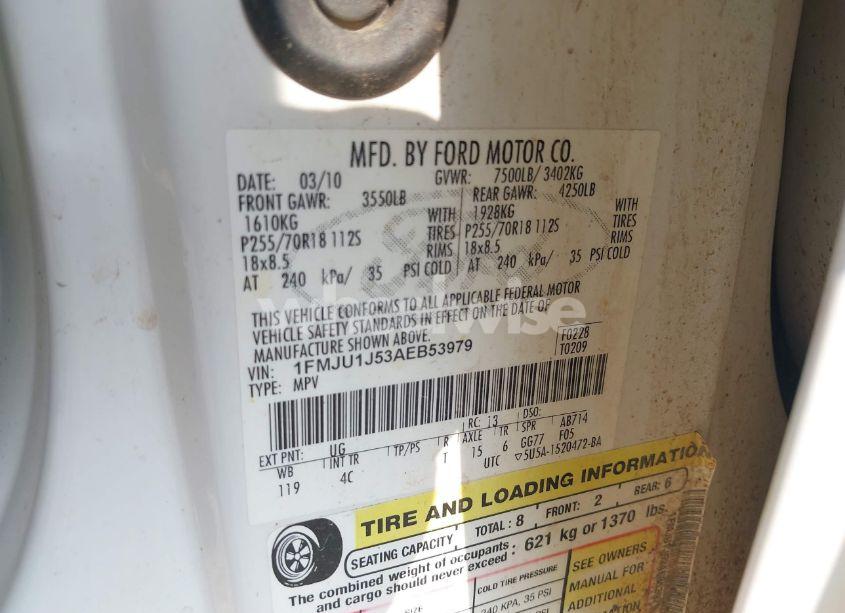 MFD. BY FORD MOTOR CO.
DATE: 03/10 GVWR: 7500LB/ 3402KG
FRONT GAWR: 3550LB REAR GAWR: 4250LB
1610KG WITH 1928KG WITH
P255/70R18 112S TIRES P255/70R18 112S TIRES
18x8.5 RIMS 18x8.5 RIMS
AT 240 kPa/ 35 PSI COLD AT 240 kPa/ 35 PSI COLD
THIS VEHICLE CONFORMS TO ALL APPLICABLE FEDERAL MOTOR
VEHICLE SAFETY STANDARDS IN EFFECT ON THE DATE OF
MANUFACTURE SHOWN ABOVE.
F0228
VIN: 1FMJU1J53AEB53979 T0209
TYPE: MPV
RC: 13 DSO:
EXT PNT: UG AXLE TR SPR AB714
WB INT TR TP/PS R 15 6 GG77 F05
119 4C T UTC ▽5U5A-1520472-BA
TIRE AND LOADING INFORMATION
SEATING CAPACITY TOTAL: 8 FRONT: 2 REAR: 6
The combined weight of occupants and cargo should never exceed: 621 kg or 1370 lbs.
COLD TIRE PRESSURE SEE OWNERS
240 KPA, 35 PSI MANUAL FOR
ADDITIONAL